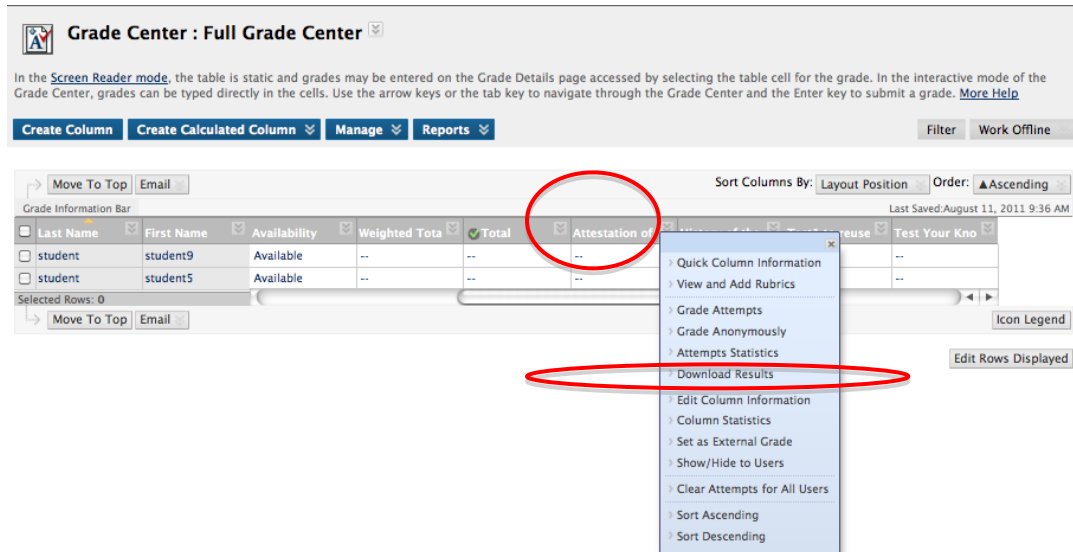 Grade Center : Full Grade Center
In the Screen Reader mode, the table is static and grades may be entered on the Grade Details page accessed by selecting the table cell for the grade. In the interactive mode of the
Grade Center, grades can be typed directly in the cells. Use the arrow keys or the tab key to navigate through the Grade Center and the Enter key to submit a grade. More Help
Create Column Create Calculated Column Manage Reports Filter Work Offline
Move To Top Email Sort Columns By: Layout Position Order: ▲Ascending
Grade Information Bar Last Saved:August 11, 2011 9:36 AM
Last Name First Name Availability Weighted Tota Total Attestation of reuse Test Your Kno
student student9 Available -- -- -- --
student student5 Available -- -- -- --
Selected Rows: 0
Move To Top Email Icon Legend
Edit Rows Displayed
Quick Column Information
View and Add Rubrics
Grade Attempts
Grade Anonymously
Attempts Statistics
Download Results
Edit Column Information
Column Statistics
Set as External Grade
Show/Hide to Users
Clear Attempts for All Users
Sort Ascending
Sort Descending